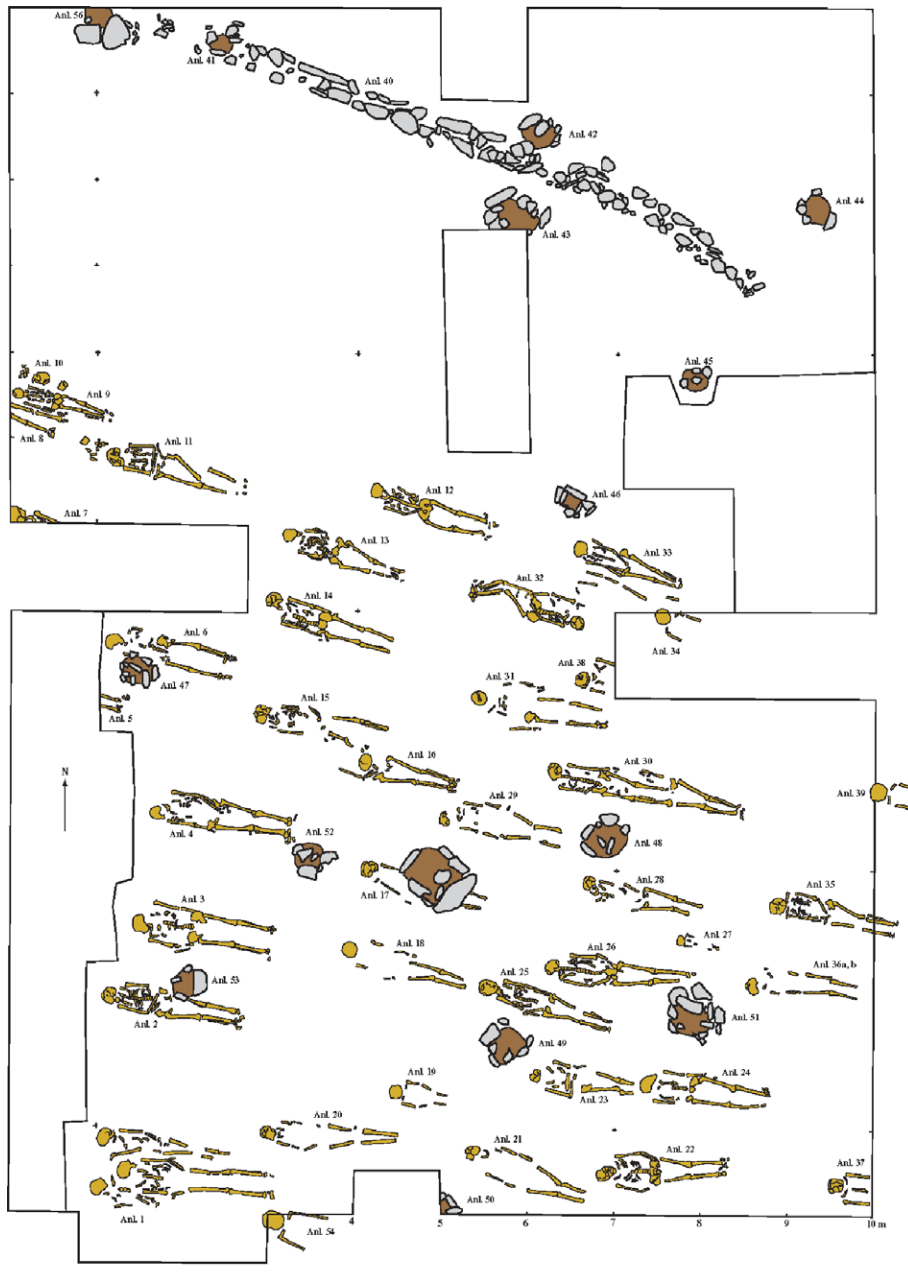 Anl. 56
Anl. 41
Anl. 40
Anl. 42
Anl. 44
Anl. 43
Anl. 10
Anl. 45
Anl. 9
Anl. 8
Anl. 11
Anl. 12
Anl. 46
Anl. 7
Anl. 13
Anl. 33
Anl. 32
Anl. 14
Anl. 6
Anl. 34
Anl. 38
Anl. 47
Anl. 31
Anl. 5
Anl. 15
Anl. 16
Anl. 30
N
Anl. 39
Anl. 29
Anl. 4
Anl. 52
Anl. 48
Anl. 28
Anl. 17
Anl. 35
Anl. 3
Anl. 27
Anl. 18
Anl. 26
Anl. 36a, b
Anl. 25
Anl. 53
Anl. 51
Anl. 2
Anl. 49
Anl. 19
Anl. 24
Anl. 23
Anl. 20
Anl. 21
Anl. 22
Anl. 37
Anl. 50
Anl. 1
Anl. 54
4 5 6 7 8 9 10 m